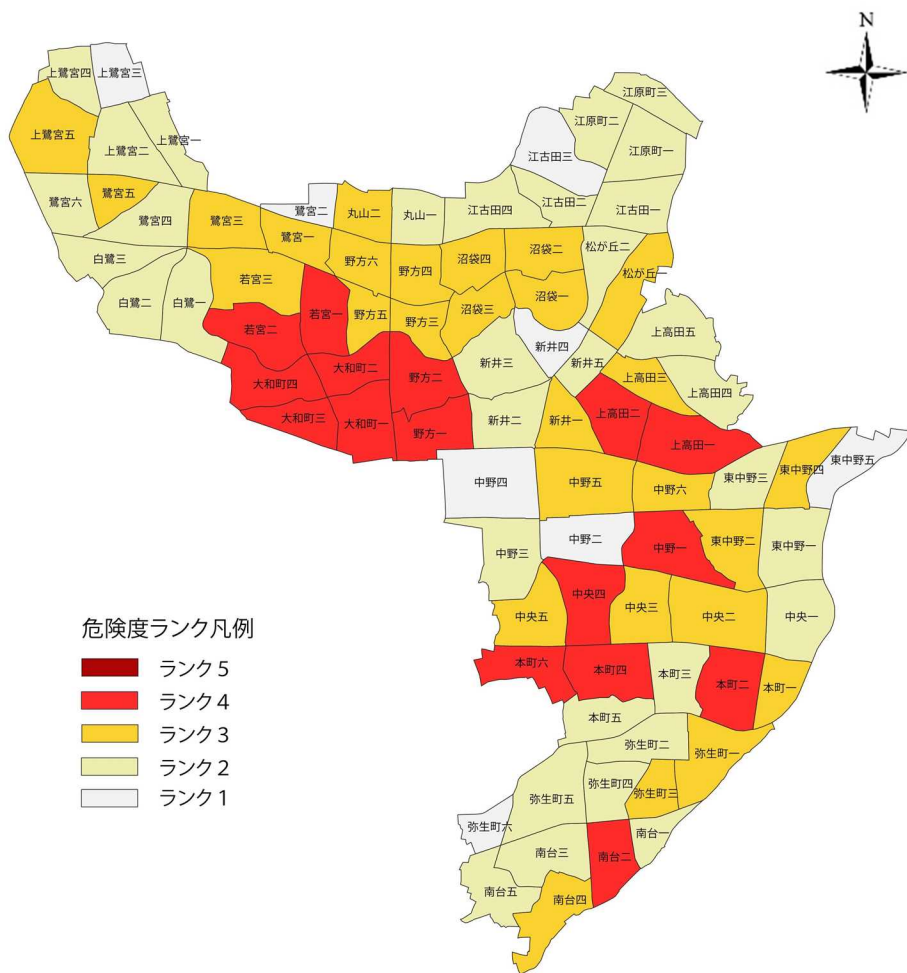 N
上鷺宮四
上鷺宮三
上鷺宮五
上鷺宮二
上鷺宮一
江原町三
江原町二
江古田三
江原町一
鷺宮六
鷺宮五
鷺宮四
鷺宮三
鷺宮二
鷺宮一
丸山二
丸山一
江古田四
江古田二
江古田一
白鷺三
白鷺二
白鷺一
若宮三
野方六
野方四
沼袋四
沼袋二
松が丘二
松が丘一
若宮二
若宮一
野方五
野方三
沼袋三
沼袋一
上高田五
大和町四
大和町二
野方二
新井三
新井四
新井五
上高田三
上高田四
大和町三
大和町一
野方一
新井二
新井一
上高田二
上高田一
中野四
中野五
中野六
東中野三
東中野四
東中野五
中野三
中野二
中野一
東中野二
東中野一
中央五
中央四
中央三
中央二
中央一
本町六
本町四
本町三
本町二
本町一
本町五
弥生町二
弥生町一
弥生町五
弥生町四
弥生町三
弥生町六
南台三
南台二
南台一
南台五
南台四
危険度ランク凡例
ランク5
ランク4
ランク3
ランク2
ランク1